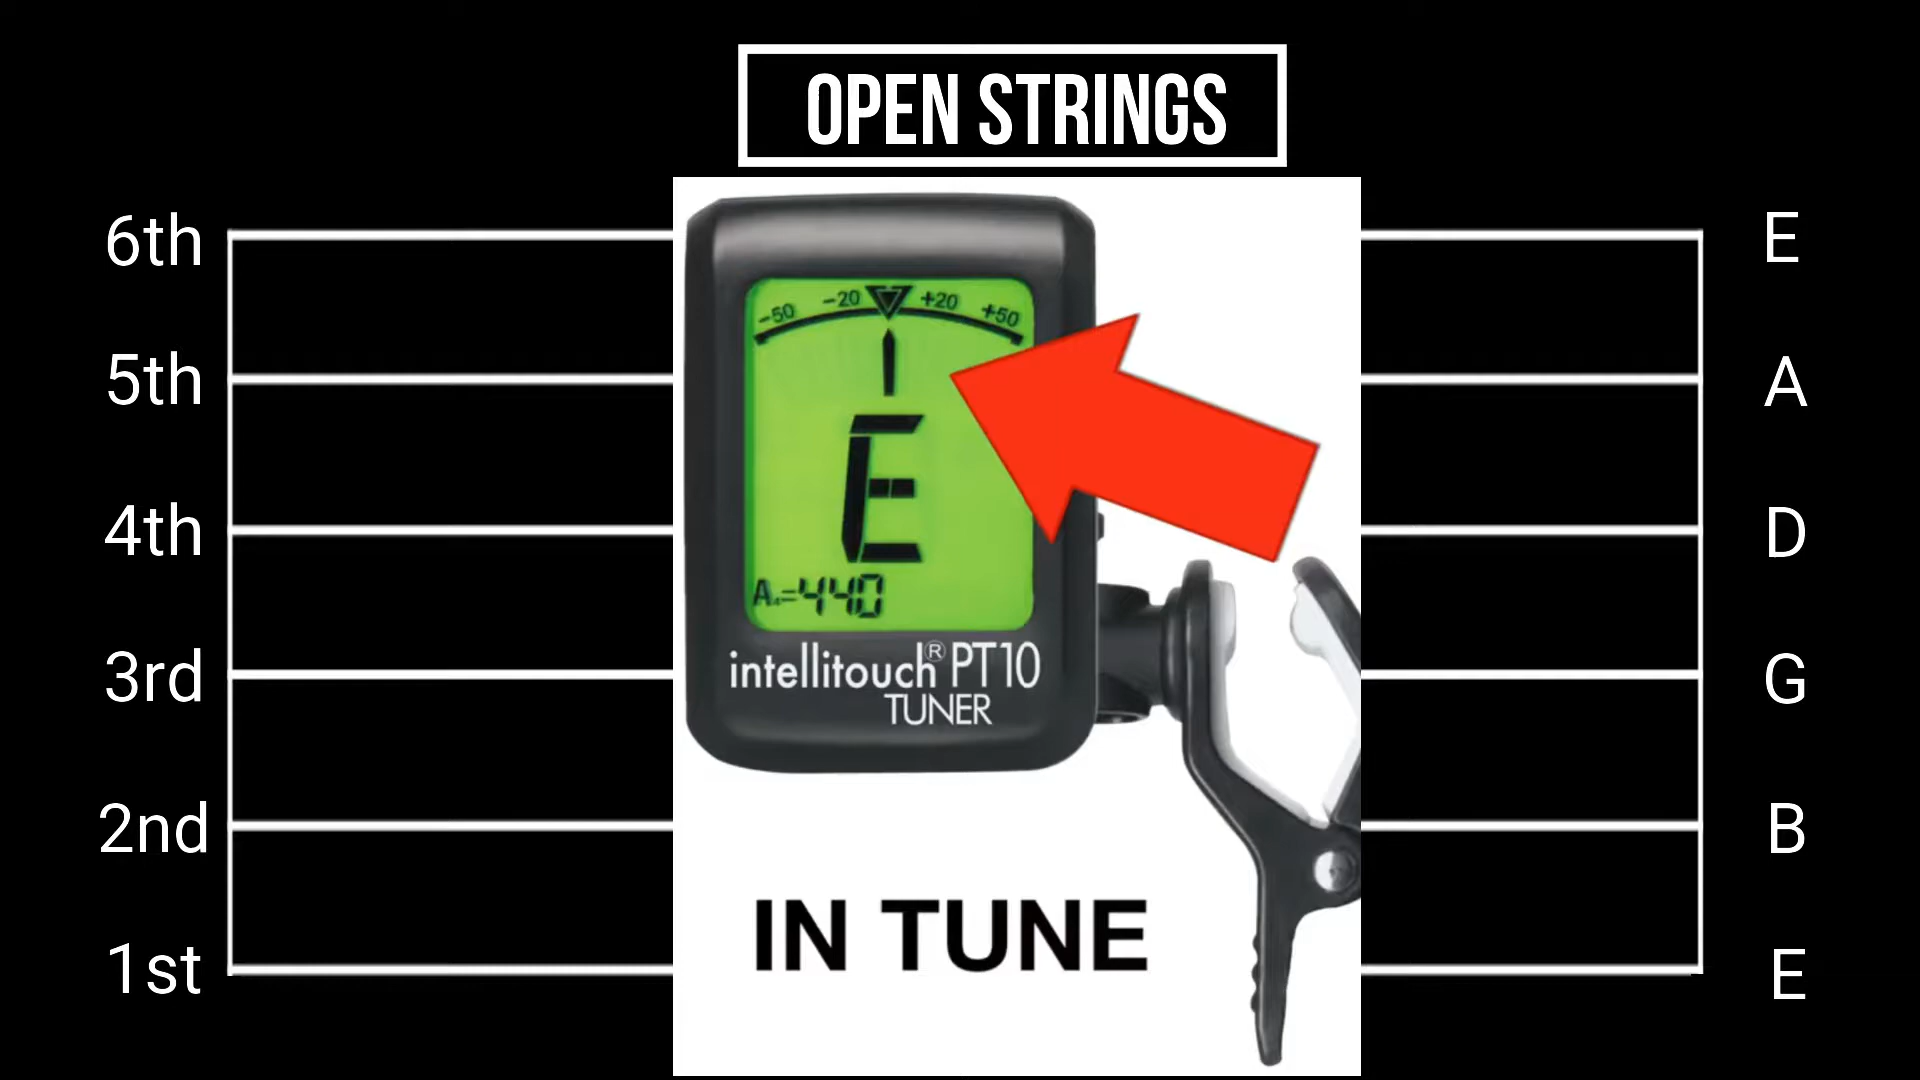 OPEN STRINGS
6th E
5th A
4th D
3rd G
2nd B
1st E
-50 -20 +20 +50
E
A4=440
intellitouch® PT10
TUNER
IN TUNE